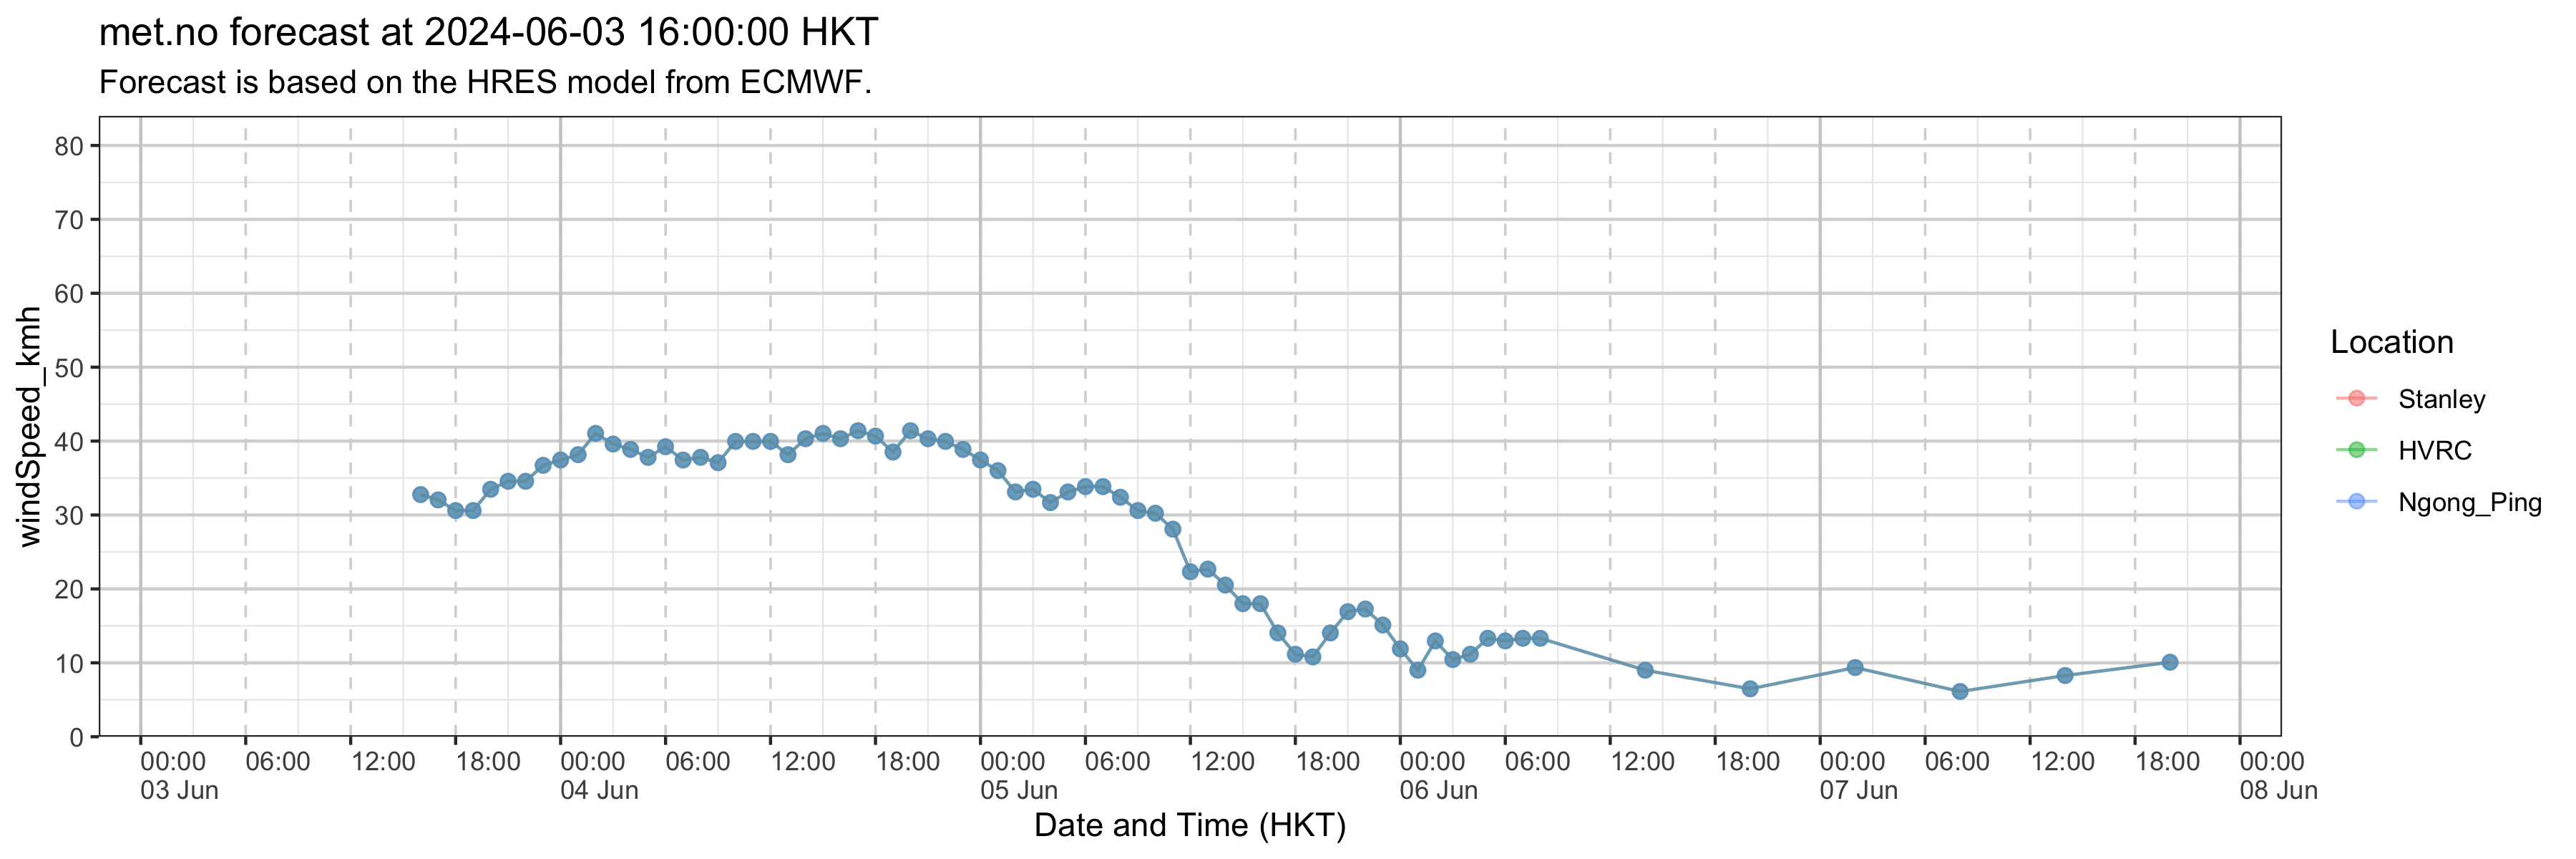 met.no forecast at 2024-06-03 16:00:00 HKT
Forecast is based on the HRES model from ECMWF.
windSpeed_kmh
80
70
60
50
40
30
20
10
0
00:00 06:00 12:00 18:00 00:00 06:00 12:00 18:00 00:00 06:00 12:00 18:00 00:00 06:00 12:00 18:00 00:00 06:00 12:00 18:00 00:00
03 Jun 04 Jun 05 Jun 06 Jun 07 Jun 08 Jun
Date and Time (HKT)
Location
Stanley
HVRC
Ngong_Ping